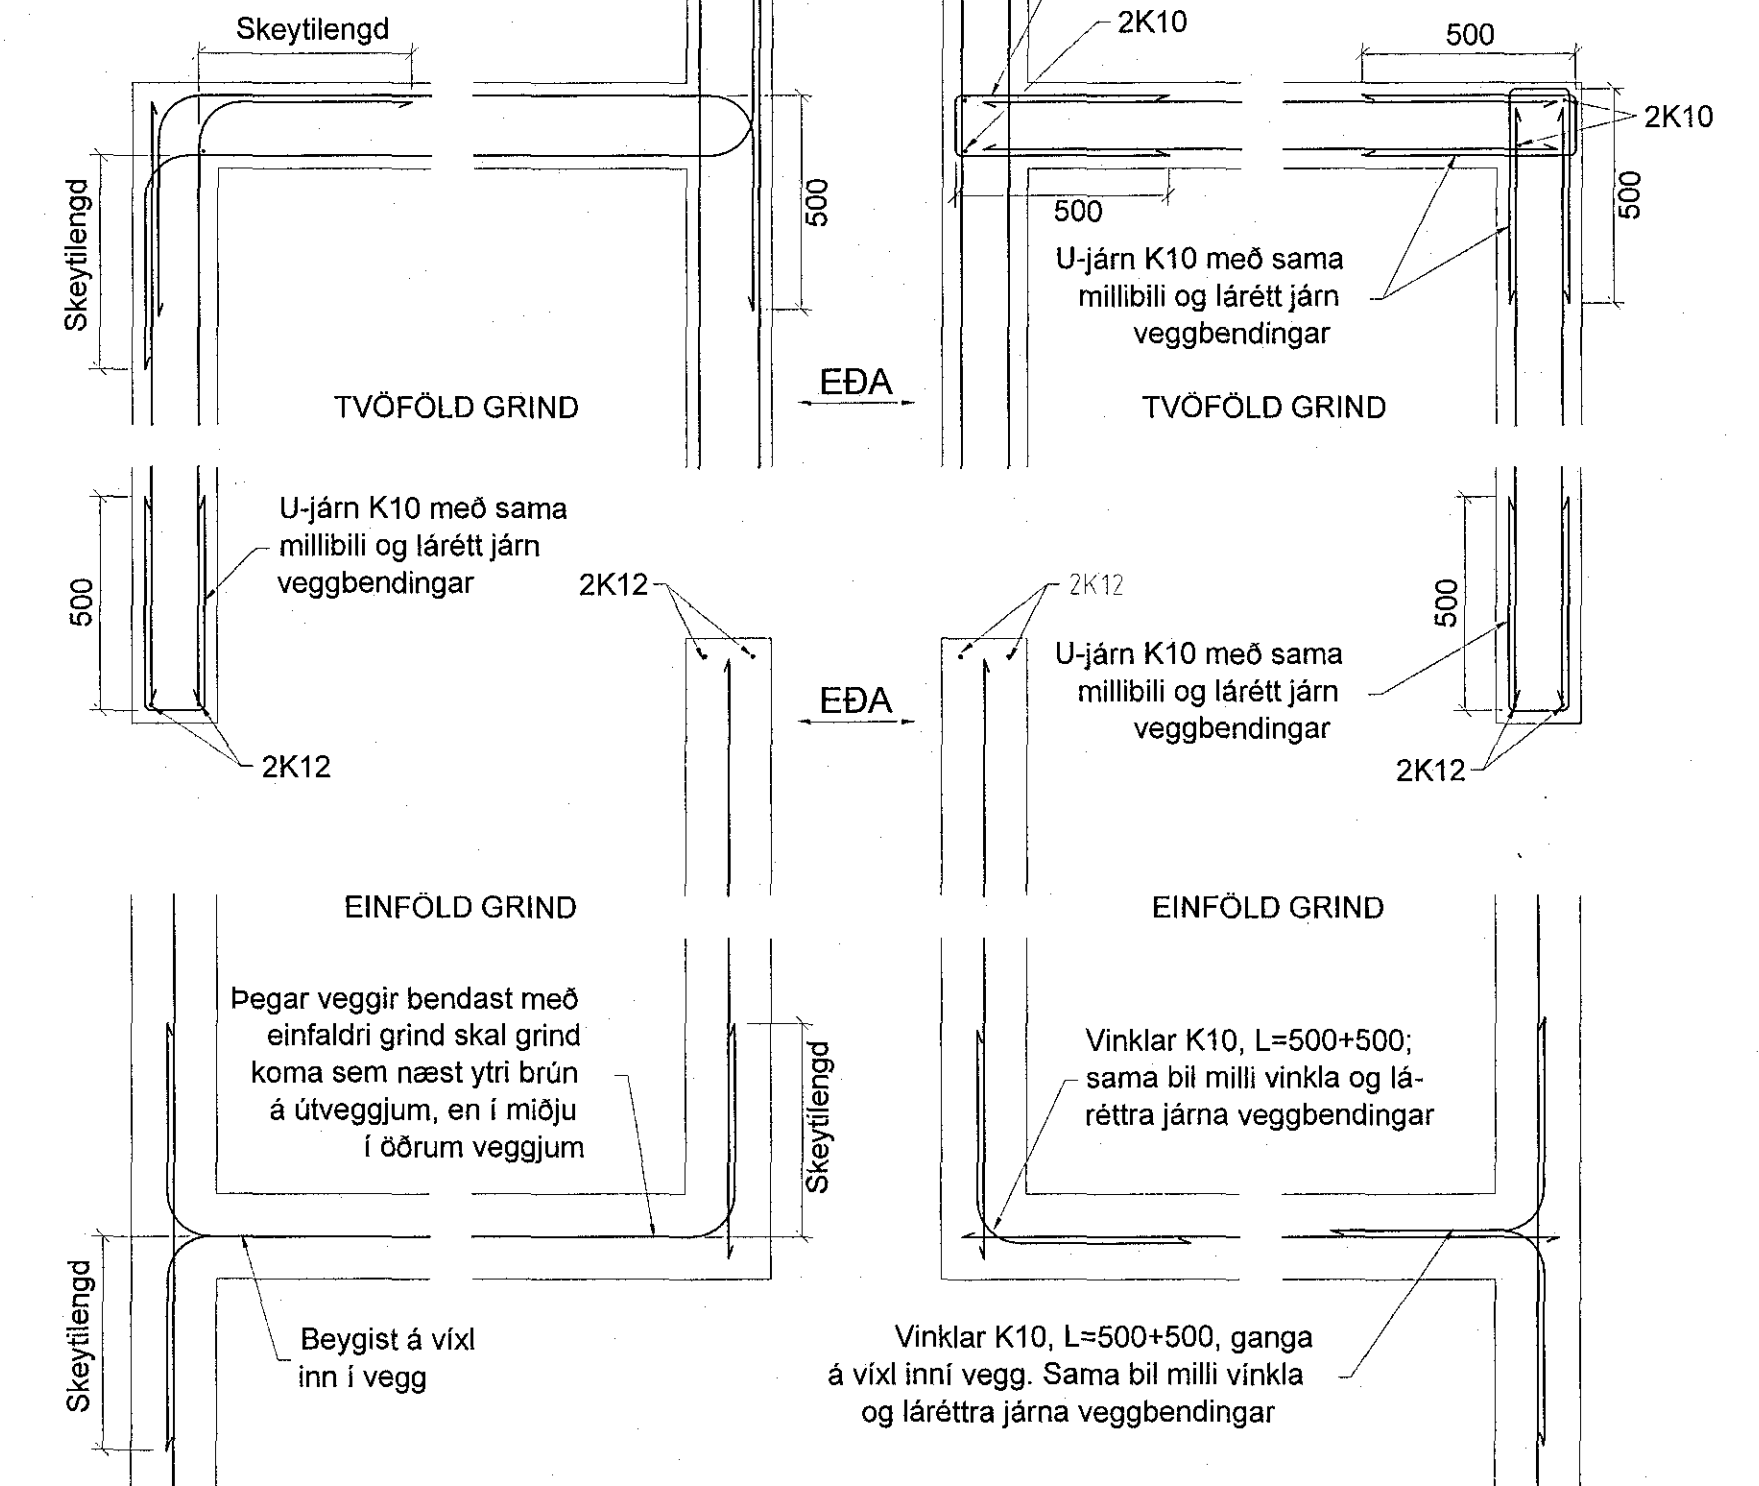 Skeytilengd
2K10
500
2K10
Skeytilengd
500
500
500
U-járn K10 með sama
millibili og lárétt járn
veggbendingar
EÐA
TVÖFÖLD GRIND
TVÖFÖLD GRIND
U-járn K10 með sama
millibili og lárétt járn
veggbendingar
500
2K12
2K12
500
U-járn K10 með sama
millibili og lárétt járn
veggbendingar
EÐA
2K12
2K12
EINFÖLD GRIND
EINFÖLD GRIND
Þegar veggir bendast með
einfaldri grind skal grind
koma sem næst ytri brún
á útveggjum, en í miðju
í öðrum veggjum
Skeytilengd
Vinklar K10, L=500+500;
sama bil milli vinkla og lá-
réttra járna veggbendingar
Skeytilengd
Beygist á víxl
inn í vegg
Vinklar K10, L=500+500, ganga
á víxl inní vegg. Sama bil milli vínkla
og láréttra járna veggbendingar